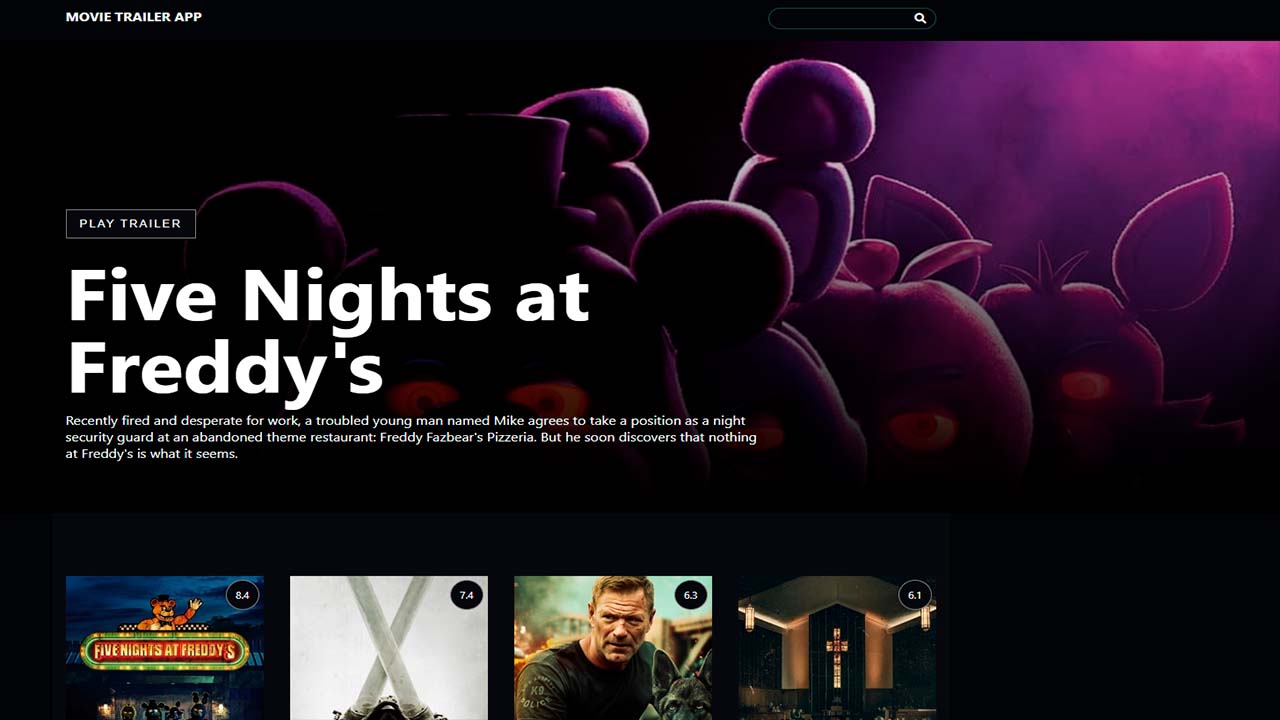 MOVIE TRAILER APP
PLAY TRAILER
Five Nights at
Freddy's
Recently fired and desperate for work, a troubled young man named Mike agrees to take a position as a night
security guard at an abandoned theme restaurant: Freddy Fazbear's Pizzeria. But he soon discovers that nothing
at Freddy's is what it seems.
8.4
7.4
6.3
6.1
FIVE NIGHTS AT FREDDY'S
K9
POLICE